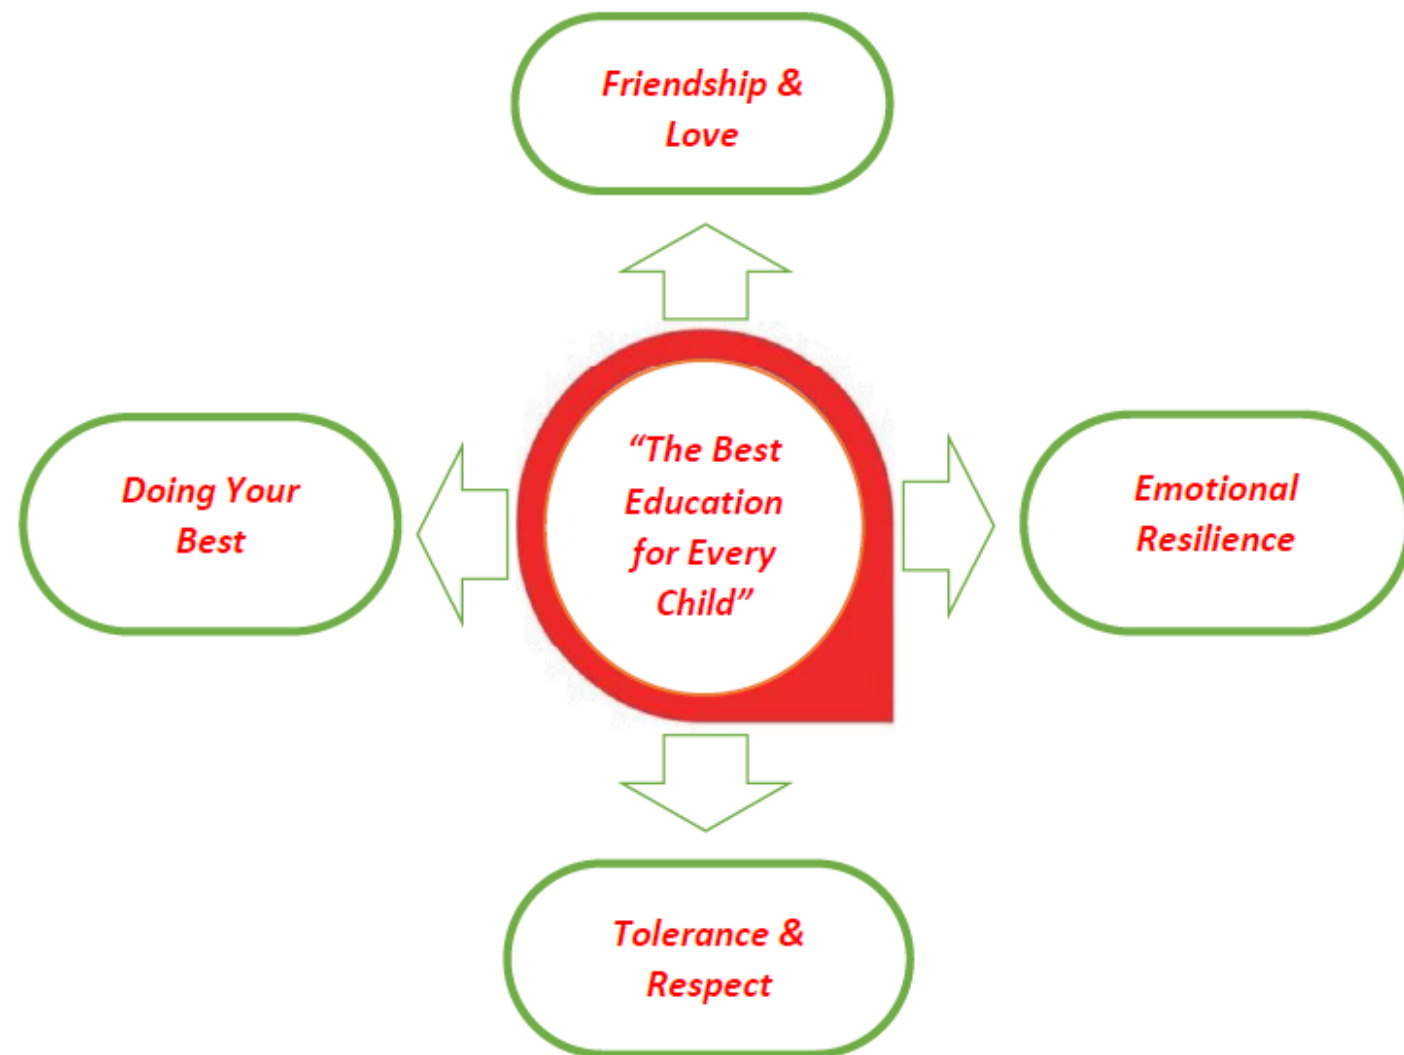 Friendship &
Love
Doing Your
Best
“The Best
Education
for Every
Child”
Emotional
Resilience
Tolerance &
Respect